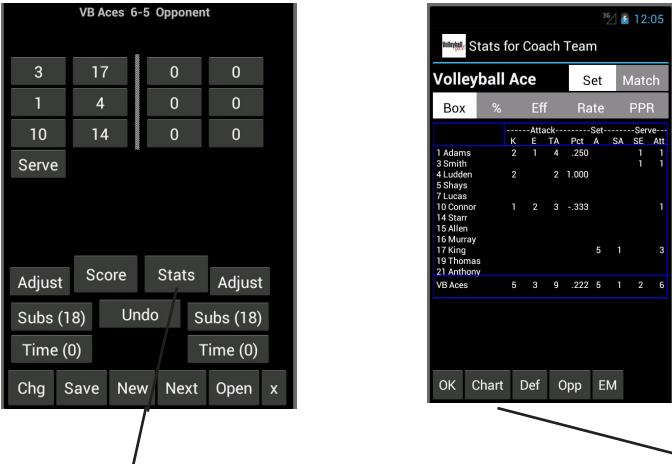 VB Aces 6-5 Opponent
3 17 0 0
1 4 0 0
10 14 0 0
Serve
Adjust Score Stats Adjust
Subs (18) Undo Subs (18)
Time (0) Time (0)
Chg Save New Next Open x
36 12:05
Volleyball Stats for Coach Team
Volleyball Ace Set Match
Box % Eff Rate PPR
------Attack---------Set------Serve---
K E TA Pct A SA SE Att
1 Adams 2 1 4 .250 1 1
3 Smith 1 1
4 Ludden 2 2 1.000
5 Shays
7 Lucas
10 Connor 1 2 3 -.333 1
14 Starr
15 Allen
16 Murray
17 King 5 1 3
19 Thomas
21 Anthony
VB Aces 5 3 9 .222 5 1 2 6
OK Chart Def Opp EM